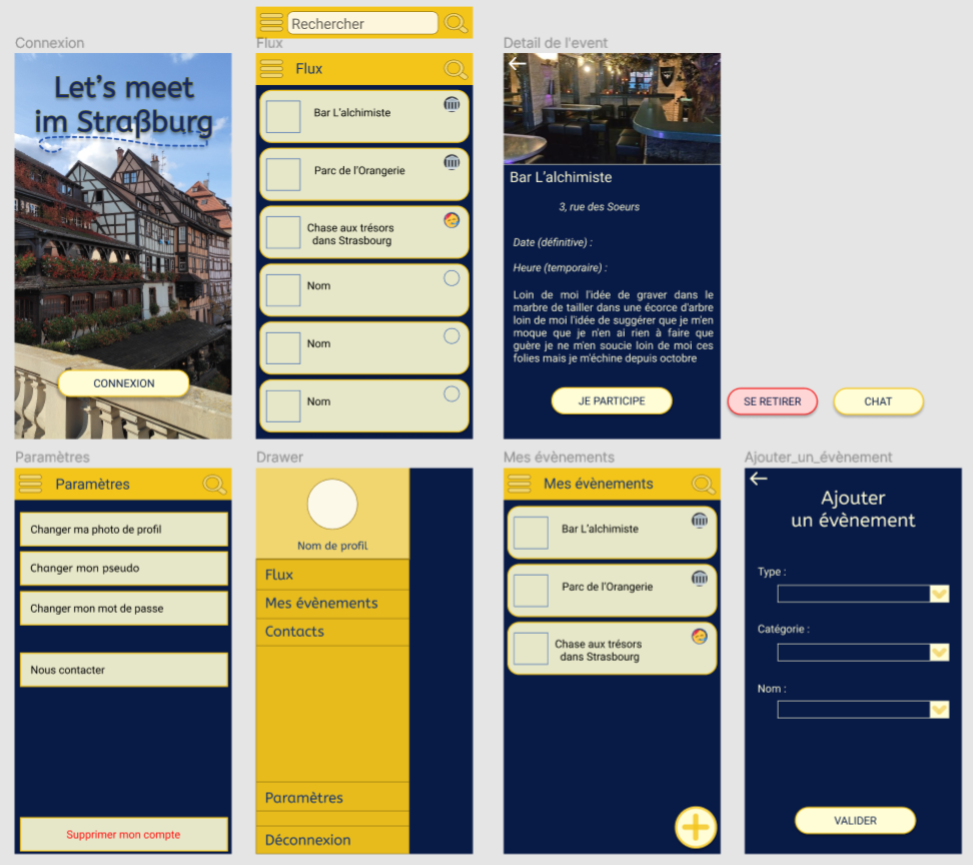 Rechercher
Connexion
Let's meet
im Straßburg
CONNEXION
Flux
Flux
Bar L'alchimiste
Parc de l'Orangerie
Chase aux trésors
dans Strasbourg
Nom
Nom
Nom
Detail de l'event
Bar L'alchimiste
3, rue des Soeurs
Date (définitive) :
Heure (temporaire) :
Loin de moi l'idée de graver dans le
marbre de tailler dans une écorce d'arbre
loin de moi l'idée de suggérer que je m'en
moque que je n'en ai rien à faire que
guère je ne m'en soucie loin de moi ces
folies mais je m'échine depuis octobre
JE PARTICIPE
SE RETIRER
CHAT
Paramètres
Paramètres
Changer ma photo de profil
Changer mon pseudo
Changer mon mot de passe
Nous contacter
Supprimer mon compte
Drawer
Nom de profil
Flux
Mes évènements
Contacts
Paramètres
Déconnexion
Mes évènements
Mes évènements
Bar L'alchimiste
Parc de l'Orangerie
Chase aux trésors
dans Strasbourg
Ajouter_un_évènement
Ajouter
un évènement
Type :
Catégorie :
Nom :
VALIDER